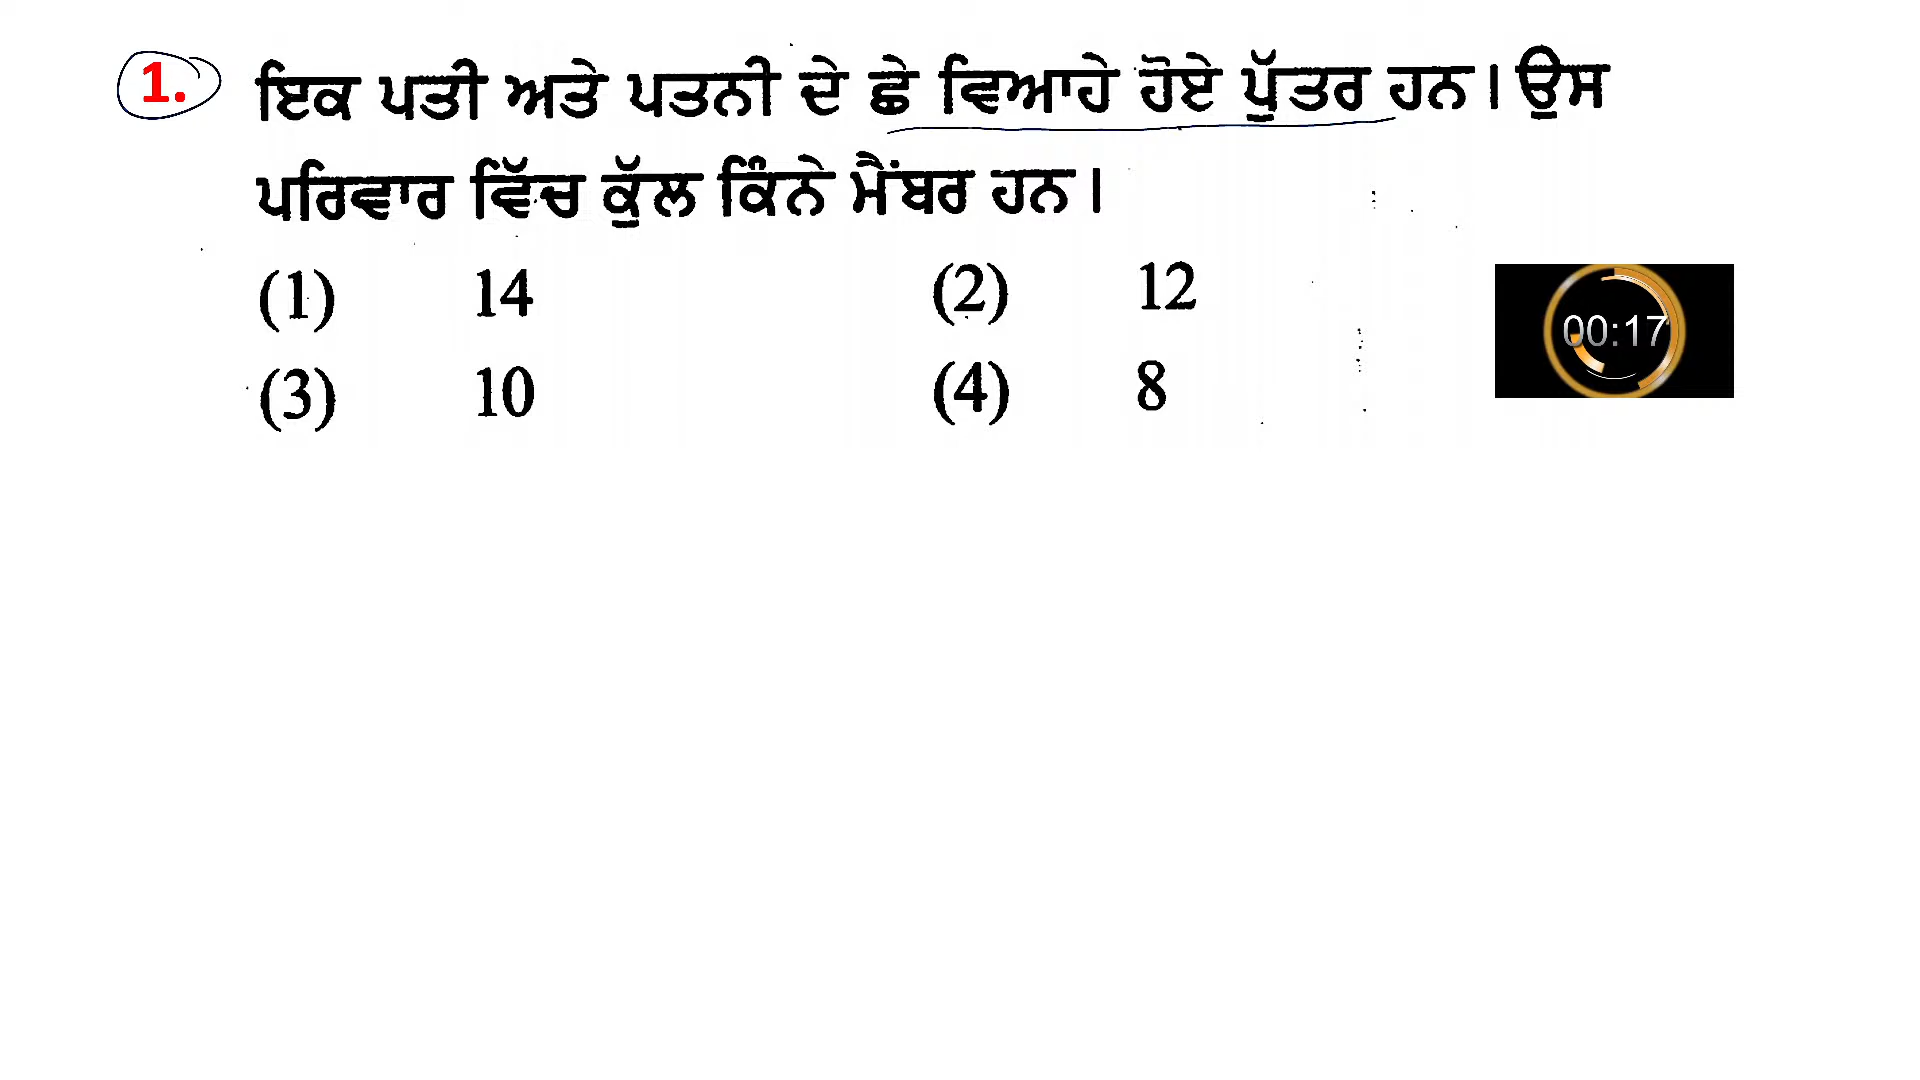 1. ਇਕ ਪਤੀ ਅਤੇ ਪਤਨੀ ਦੇ ਛੇ ਵਿਆਹੇ ਹੋਏ ਪੁੱਤਰ ਹਨ। ਉਸ
ਪਰਿਵਾਰ ਵਿੱਚ ਕੁੱਲ ਕਿੰਨੇ ਮੈਂਬਰ ਹਨ।
(1) 14 (2) 12
00:17
(3) 10 (4) 8